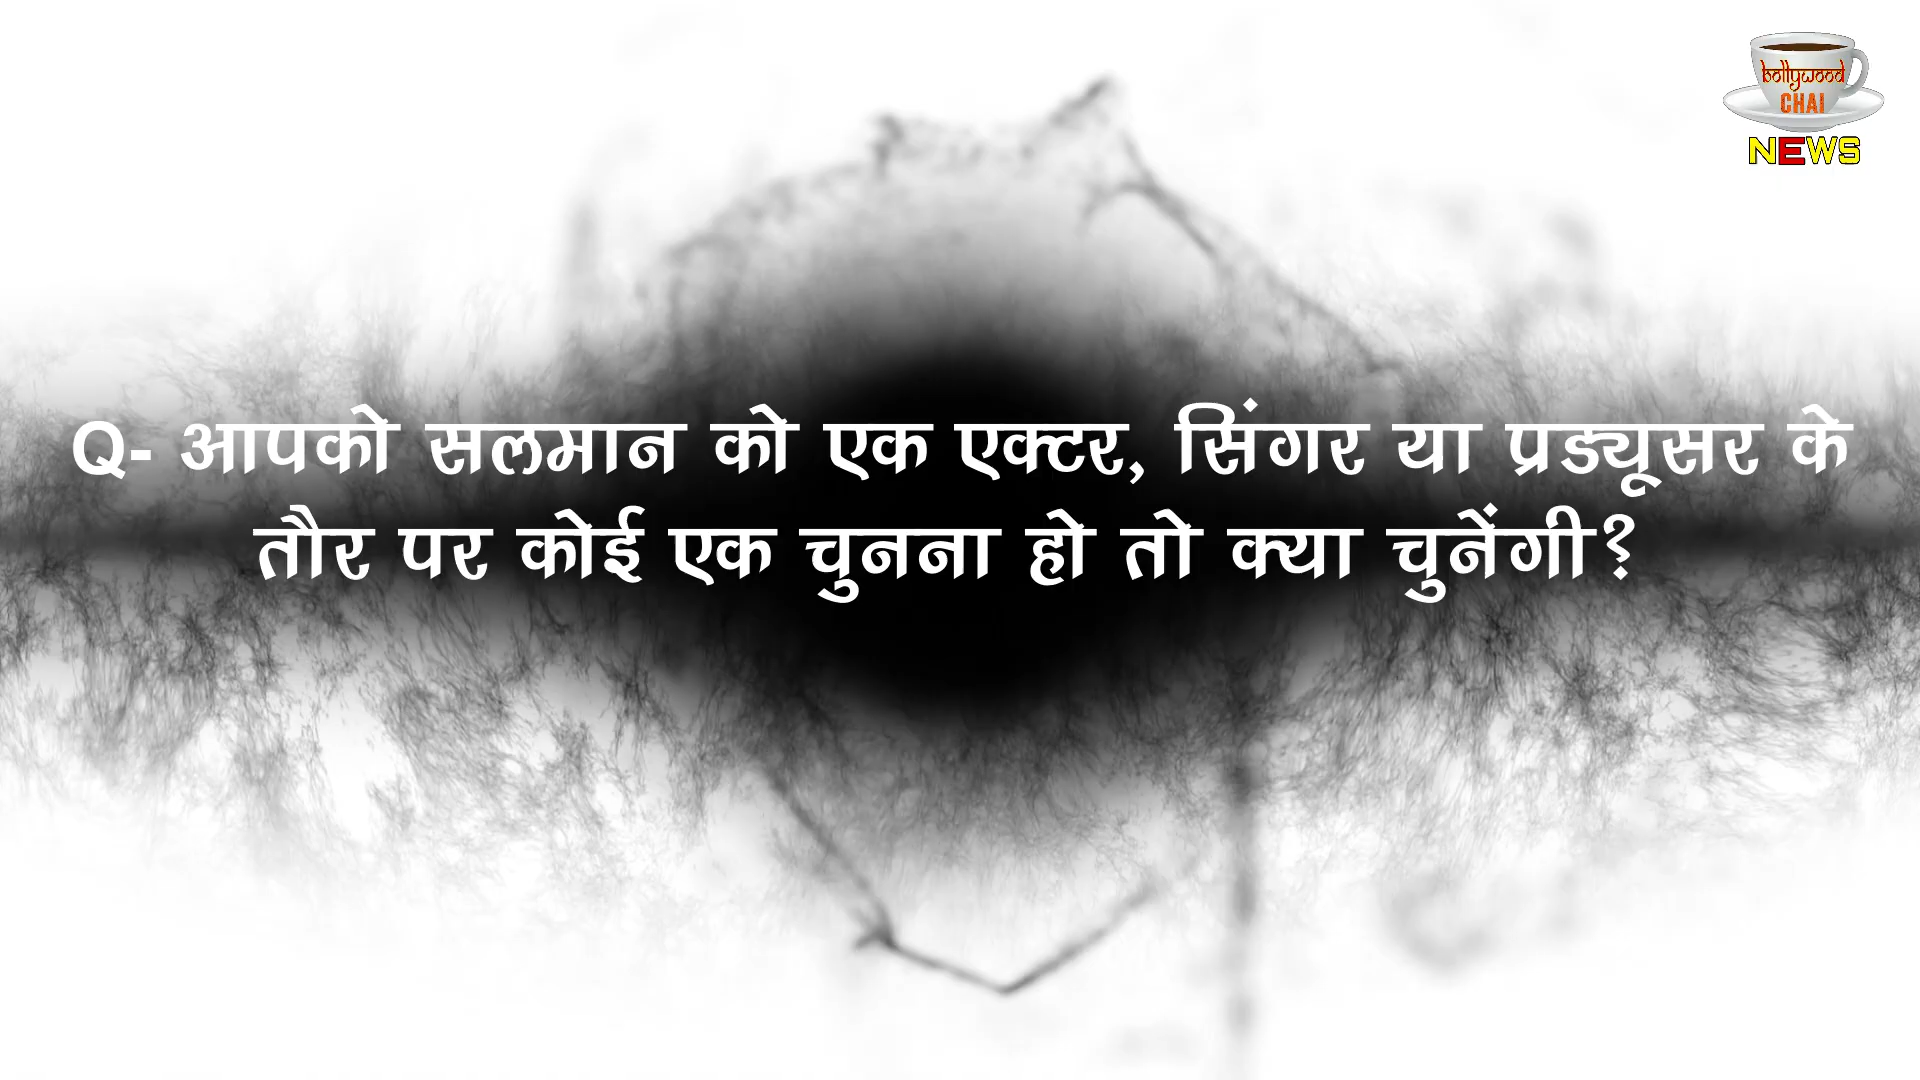 bollywood
CHAI
NEWS
Q- आपको सलमान को एक एक्टर, सिंगर या प्रड्यूसर के
तौर पर कोई एक चुनना हो तो क्या चुनेंगी?